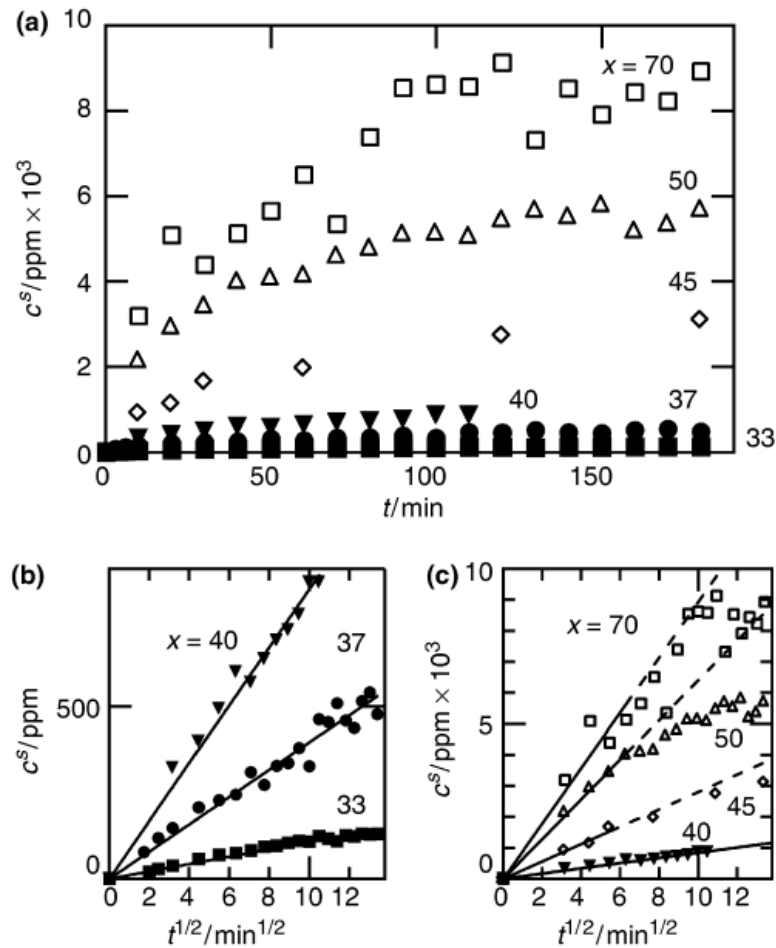 (a)
10
8
6
4
2
0
c^s/ppm × 10^3
x = 70
50
45
40
37
33
0 50 100 150
t/min
(b)
500
0
c^s/ppm
x = 40
37
33
0 2 4 6 8 10 12
t^1/2/min^1/2
(c)
10
5
0
c^s/ppm × 10^3
x = 70
50
45
40
0 2 4 6 8 10 12
t^1/2/min^1/2